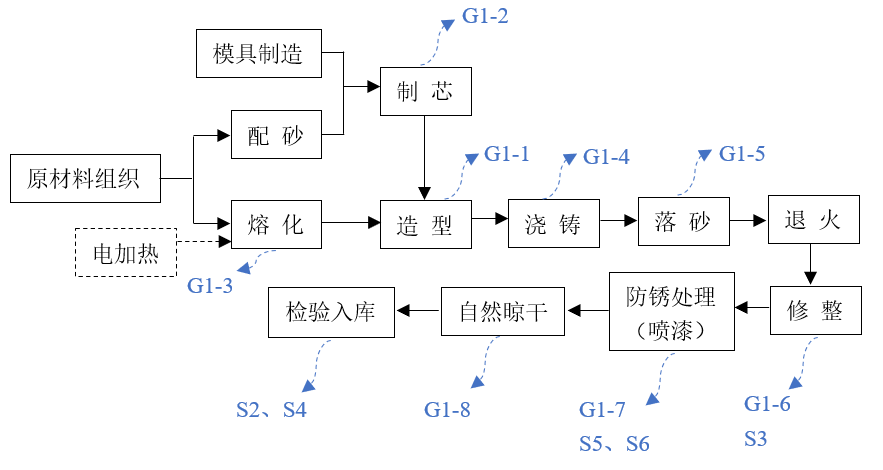 G1-2
模具制造
制 芯
配 砂
G1-1
G1-4
G1-5
原材料组织
熔 化
造 型
浇铸
落 砂
退 火
电加热
G1-3
检验入库
自然晾干
防锈处理
（喷漆）
修 整
S2、S4
G1-8
G1-7
S5、S6
G1-6
S3